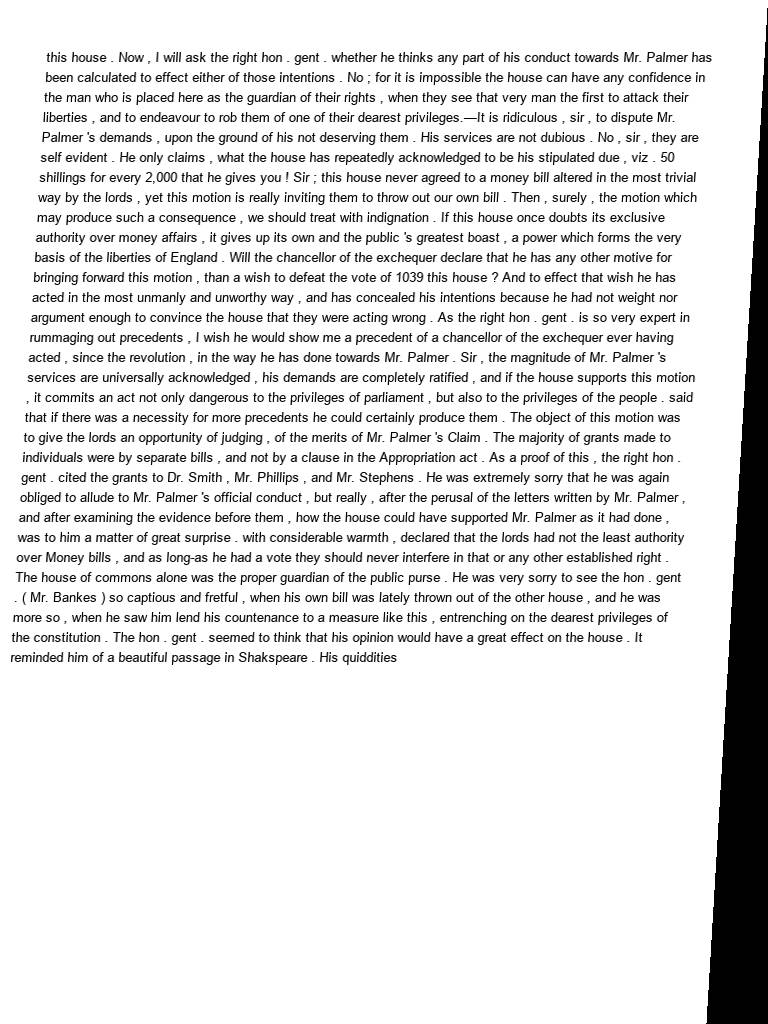 this house . Now , I will ask the right hon . gent . whether he thinks any part of his conduct towards Mr. Palmer has
been calculated to effect either of those intentions . No ; for it is impossible the house can have any confidence in
the man who is placed here as the guardian of their rights , when they see that very man the first to attack their
liberties , and to endeavour to rob them of one of their dearest privileges.—It is ridiculous , sir , to dispute Mr.
Palmer 's demands , upon the ground of his not deserving them . His services are not dubious . No , sir , they are
self evident . He only claims , what the house has repeatedly acknowledged to be his stipulated due , viz . 50
shillings for every 2,000 that he gives you ! Sir ; this house never agreed to a money bill altered in the most trivial
way by the lords , yet this motion is really inviting them to throw out our own bill . Then , surely , the motion which
may produce such a consequence , we should treat with indignation . If this house once doubts its exclusive
authority over money affairs , it gives up its own and the public 's greatest boast , a power which forms the very
basis of the liberties of England . Will the chancellor of the exchequer declare that he has any other motive for
bringing forward this motion , than a wish to defeat the vote of 1039 this house ? And to effect that wish he has
acted in the most unmanly and unworthy way , and has concealed his intentions because he had not weight nor
argument enough to convince the house that they were acting wrong . As the right hon . gent . is so very expert in
rummaging out precedents , I wish he would show me a precedent of a chancellor of the exchequer ever having
acted , since the revolution , in the way he has done towards Mr. Palmer . Sir , the magnitude of Mr. Palmer 's
services are universally acknowledged , his demands are completely ratified , and if the house supports this motion
, it commits an act not only dangerous to the privileges of parliament , but also to the privileges of the people . said
that if there was a necessity for more precedents he could certainly produce them . The object of this motion was
to give the lords an opportunity of judging , of the merits of Mr. Palmer 's Claim . The majority of grants made to
individuals were by separate bills , and not by a clause in the Appropriation act . As a proof of this , the right hon .
gent . cited the grants to Dr. Smith , Mr. Phillips , and Mr. Stephens . He was extremely sorry that he was again
obliged to allude to Mr. Palmer 's official conduct , but really , after the perusal of the letters written by Mr. Palmer ,
and after examining the evidence before them , how the house could have supported Mr. Palmer as it had done ,
was to him a matter of great surprise . with considerable warmth , declared that the lords had not the least authority
over Money bills , and as long-as he had a vote they should never interfere in that or any other established right .
The house of commons alone was the proper guardian of the public purse . He was very sorry to see the hon . gent
. ( Mr. Bankes ) so captious and fretful , when his own bill was lately thrown out of the other house , and he was
more so , when he saw him lend his countenance to a measure like this , entrenching on the dearest privileges of
the constitution . The hon . gent . seemed to think that his opinion would have a great effect on the house . It
reminded him of a beautiful passage in Shakspeare . His quiddities